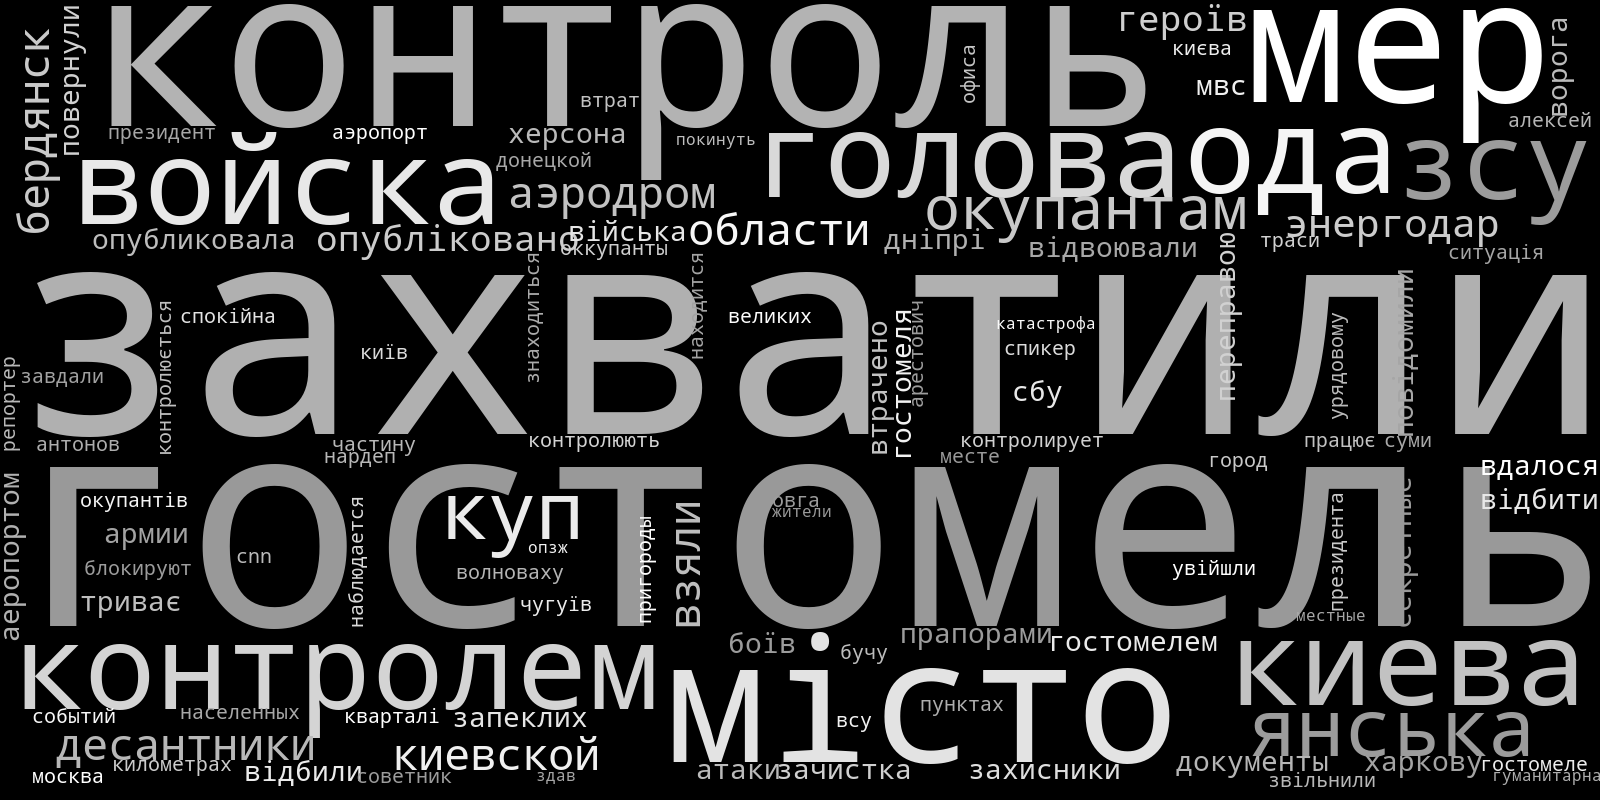 контроль
мер
героїв
києва
мвс
ворога
бердянск
повернули
офиса
втрат
президент
аэропорт
херсона
покинуть
алексей
войска
донецкой
голова
ода
зсу
аэродром
окупантам
энергодар
опубликовала
опубліковано
війська
оккупанты
области
дніпрі
відвоювали
траси
ситуація
захватили
контролюється
спокійна
київ
знаходиться
находится
великих
втрачено
гостомеля
арестович
катастрофа
спикер
сбу
переправою
урядовому
повідомили
репортер
завдали
антонов
частину
нардеп
контролюють
контролирует
месте
працює
суми
город
вдалося
відбити
гостомель
аеропортом
окупантів
армии
блокируют
триває
cnn
наблюдается
куп
опзж
волноваху
чугуїв
пригороды
взяли
овга
жители
увійшли
президента
секретные
местные
контролем
боїв
бучу
прапорами
гостомелем
киева
місто
событий
населенных
кварталі
запеклих
всу
пунктах
янська
десантники
километрах
москва
відбили
киевской
советник
здав
атаки
зачистка
захисники
документы
харкову
гостомеле
звільнили
гуманитарна